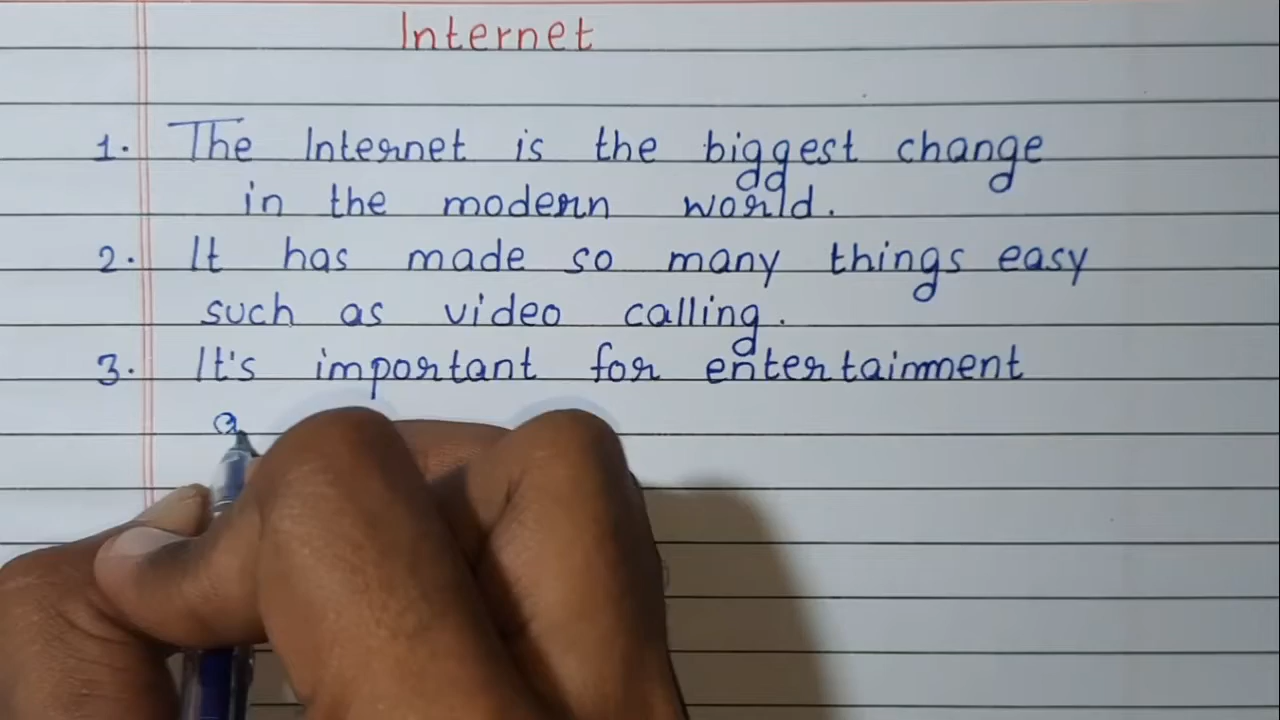 Internet
1. The Internet is the biggest change
in the modern world.
2. It has made so many things easy
such as video calling.
3. It's important for entertainment
a